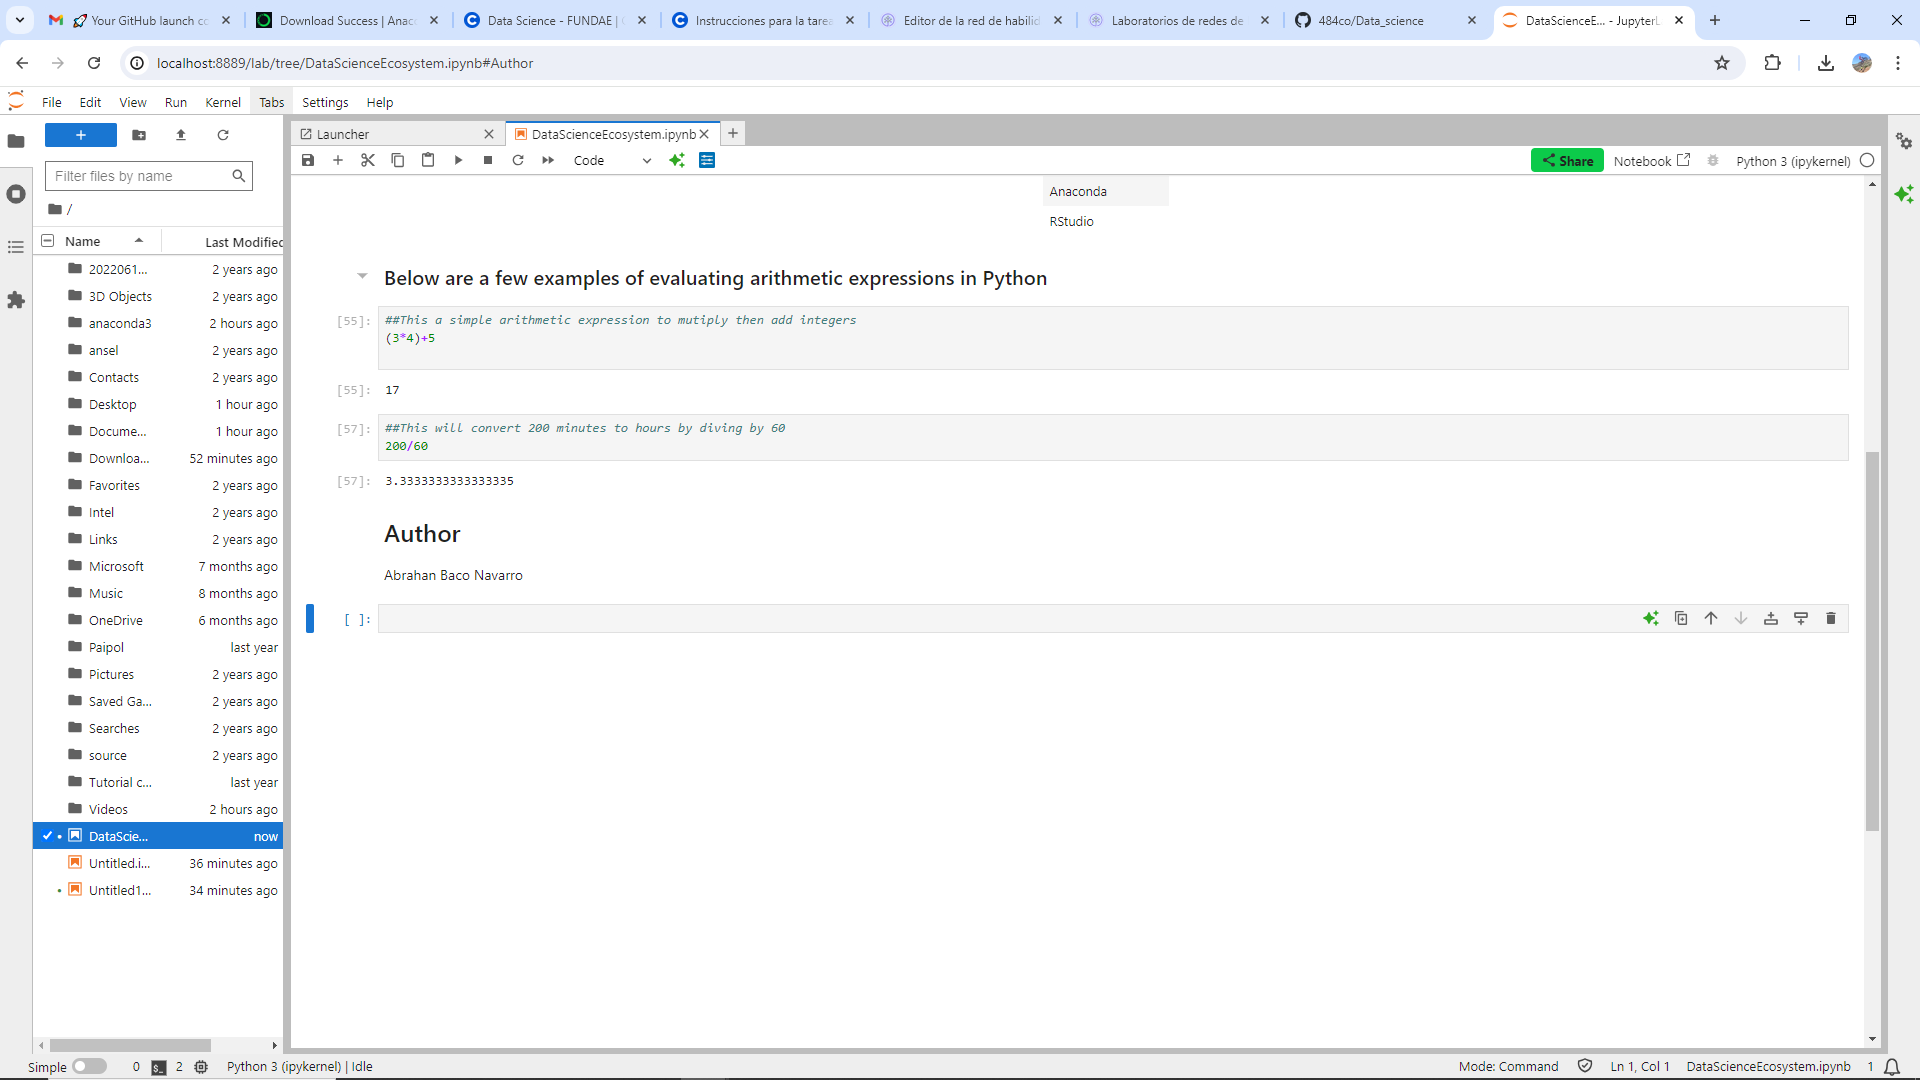 Your GitHub launch co
Download Success | Anac
Data Science - FUNDAE |
Instrucciones para la tarea
Editor de la red de habilid
Laboratorios de redes de
484co/Data_science
DataScienceE... - JupyterL
localhost:8889/lab/tree/DataScienceEcosystem.ipynb#Author
File Edit View Run Kernel Tabs Settings Help
Launcher
DataScienceEcosystem.ipynb
Code
Share
Notebook
Python 3 (ipykernel)
Filter files by name
/
Name Last Modified
2022061... 2 years ago
3D Objects 2 years ago
anaconda3 2 hours ago
ansel 2 years ago
Contacts 2 years ago
Desktop 1 hour ago
Docume... 1 hour ago
Downloa... 52 minutes ago
Favorites 2 years ago
Intel 2 years ago
Links 2 years ago
Microsoft 7 months ago
Music 8 months ago
OneDrive 6 months ago
Paipol last year
Pictures 2 years ago
Saved Ga... 2 years ago
Searches 2 years ago
source 2 years ago
Tutorial c... last year
Videos 2 hours ago
DataScie... now
Untitled.i... 36 minutes ago
Untitled1... 34 minutes ago
Anaconda
RStudio
Below are a few examples of evaluating arithmetic expressions in Python
[55]: ##This a simple arithmetic expression to mutiply then add integers
(3*4)+5
[55]: 17
[57]: ##This will convert 200 minutes to hours by diving by 60
200/60
[57]: 3.3333333333333335
Author
Abrahan Baco Navarro
[ ]:
Simple 0 2 Python 3 (ipykernel) | Idle
Mode: Command Ln 1, Col 1 DataScienceEcosystem.ipynb 1